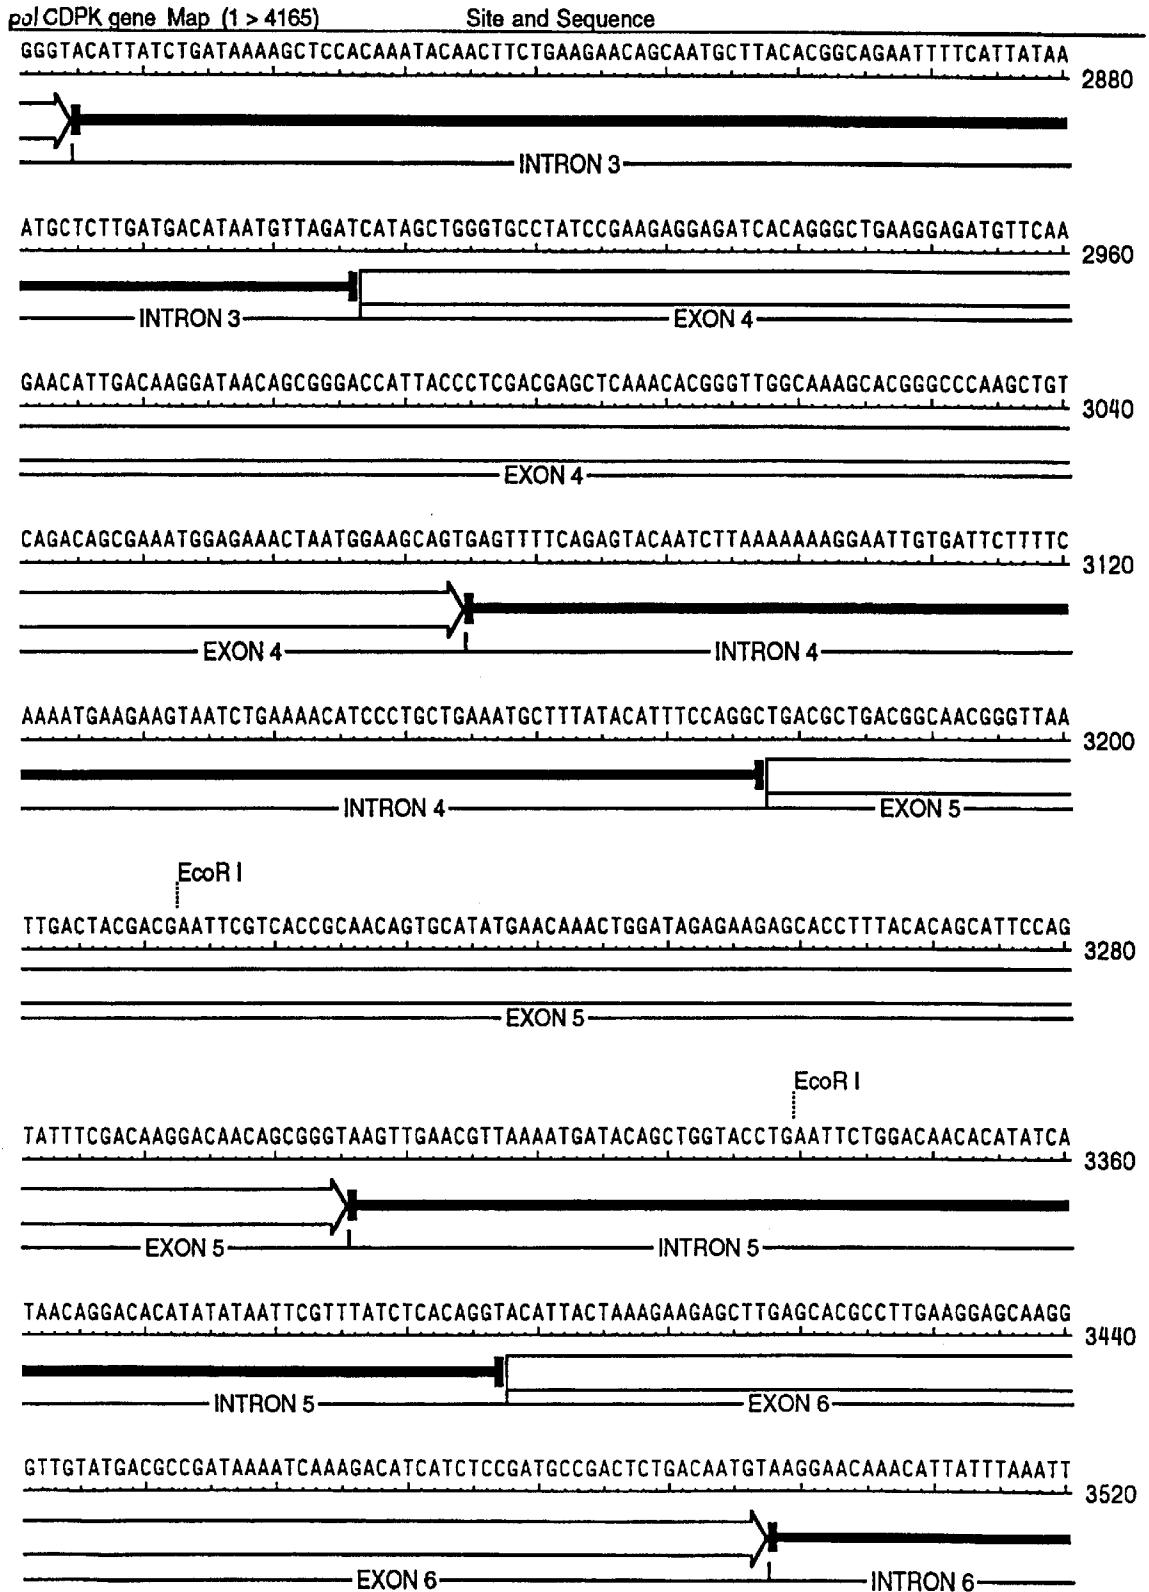 pol CDPK gene Map (1 > 4165) Site and Sequence
GGGTACATTATCTGATAAAAGCTCCACAAATACAACTTCTGAAGAACAGCAATGCTTACACGGCAGAATTTTCATTATAA
2880
INTRON 3
ATGCTCTTGATGACATAATGTTAGATCATAGCTGGGTGCCTATCCGAAGAGGAGATCACAGGGCTGAAGGAGATGTTCAA
2960
INTRON 3 EXON 4
GAACATTGACAAGGATAACAGCGGGACCATTACCCTCGACGAGCTCAAACACGGGTTGGCAAAGCACGGGCCCAAGCTGT
3040
EXON 4
CAGACAGCGAAATGGAGAAACTAATGGAAGCAGTGAGTTTTCAGAGTACAATCTTAAAAAAAGGAATTGTGATTCTTTTC
3120
EXON 4 INTRON 4
AAAATGAAGAAGTAATCTGAAAACATCCCTGCTGAAATGCTTTATACATTTCCAGGCTGACGCTGACGGCAACGGGTTAA
3200
INTRON 4 EXON 5
EcoR I
TTGACTACGACGAATTCGTCACCGCAACAGTGCATATGAACAAACTGGATAGAGAAGAGCACCTTTACACAGCATTCCAG
3280
EXON 5
EcoR I
TATTTCGACAAGGACAACAGCGGGTAAGTTGAACGTTAAAATGATACAGCTGGTACCTGAATTCTGGACAACACATATCA
3360
EXON 5 INTRON 5
TAACAGGACACATATATAATTCGTTTATCTCACAGGTACATTACTAAAGAAGAGCTTGAGCACGCCTTGAAGGAGCAAGG
3440
INTRON 5 EXON 6
GTTGTATGACGCCGATAAAATCAAAGACATCATCTCCGATGCCGACTCTGACAATGTAAGGAACAAACATTATTTAAATT
3520
EXON 6 INTRON 6